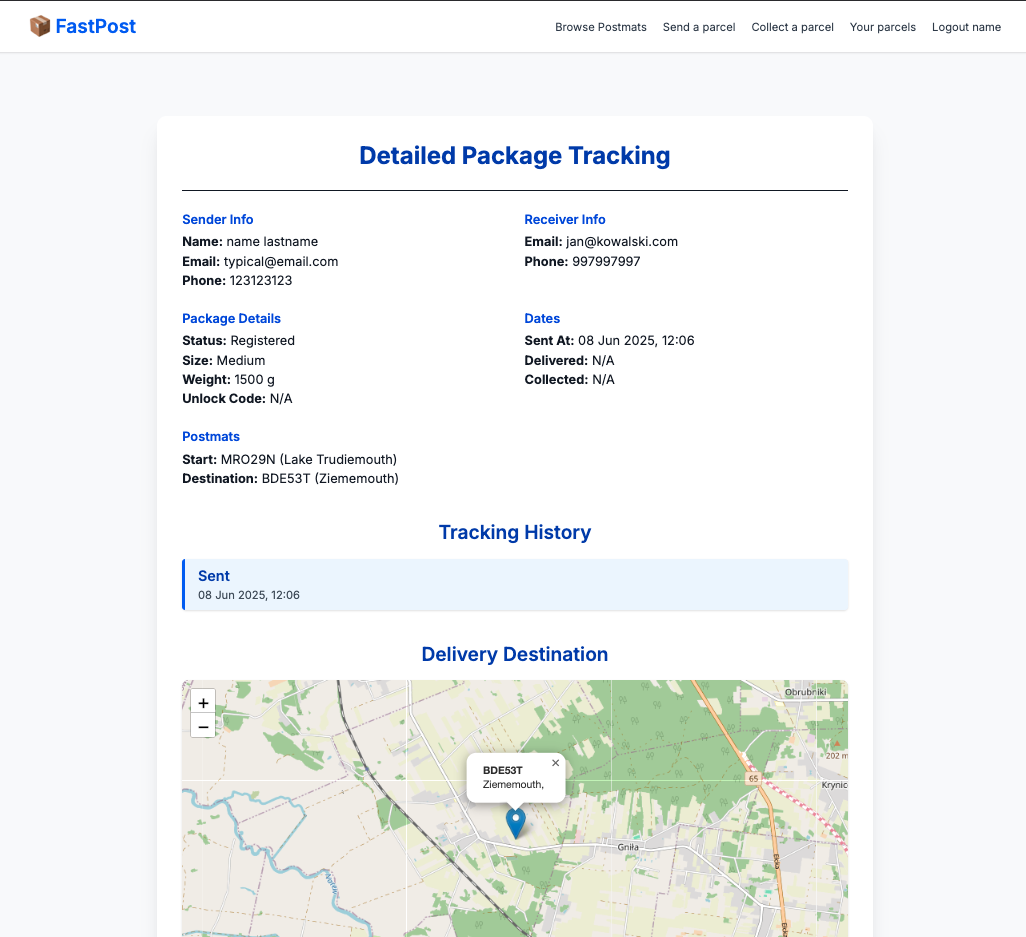 FastPost
Browse Postmats Send a parcel Collect a parcel Your parcels Logout name
Detailed Package Tracking
Sender Info
Name: name lastname
Email: typical@email.com
Phone: 123123123
Receiver Info
Email: jan@kowalski.com
Phone: 997997997
Package Details
Status: Registered
Size: Medium
Weight: 1500 g
Unlock Code: N/A
Dates
Sent At: 08 Jun 2025, 12:06
Delivered: N/A
Collected: N/A
Postmats
Start: MRO29N (Lake Trudiemouth)
Destination: BDE53T (Ziememouth)
Tracking History
Sent
08 Jun 2025, 12:06
Delivery Destination
+
−
Obrubniki
202 m
65
Krynic
BDE53T
×
Ziememouth,
Gniła